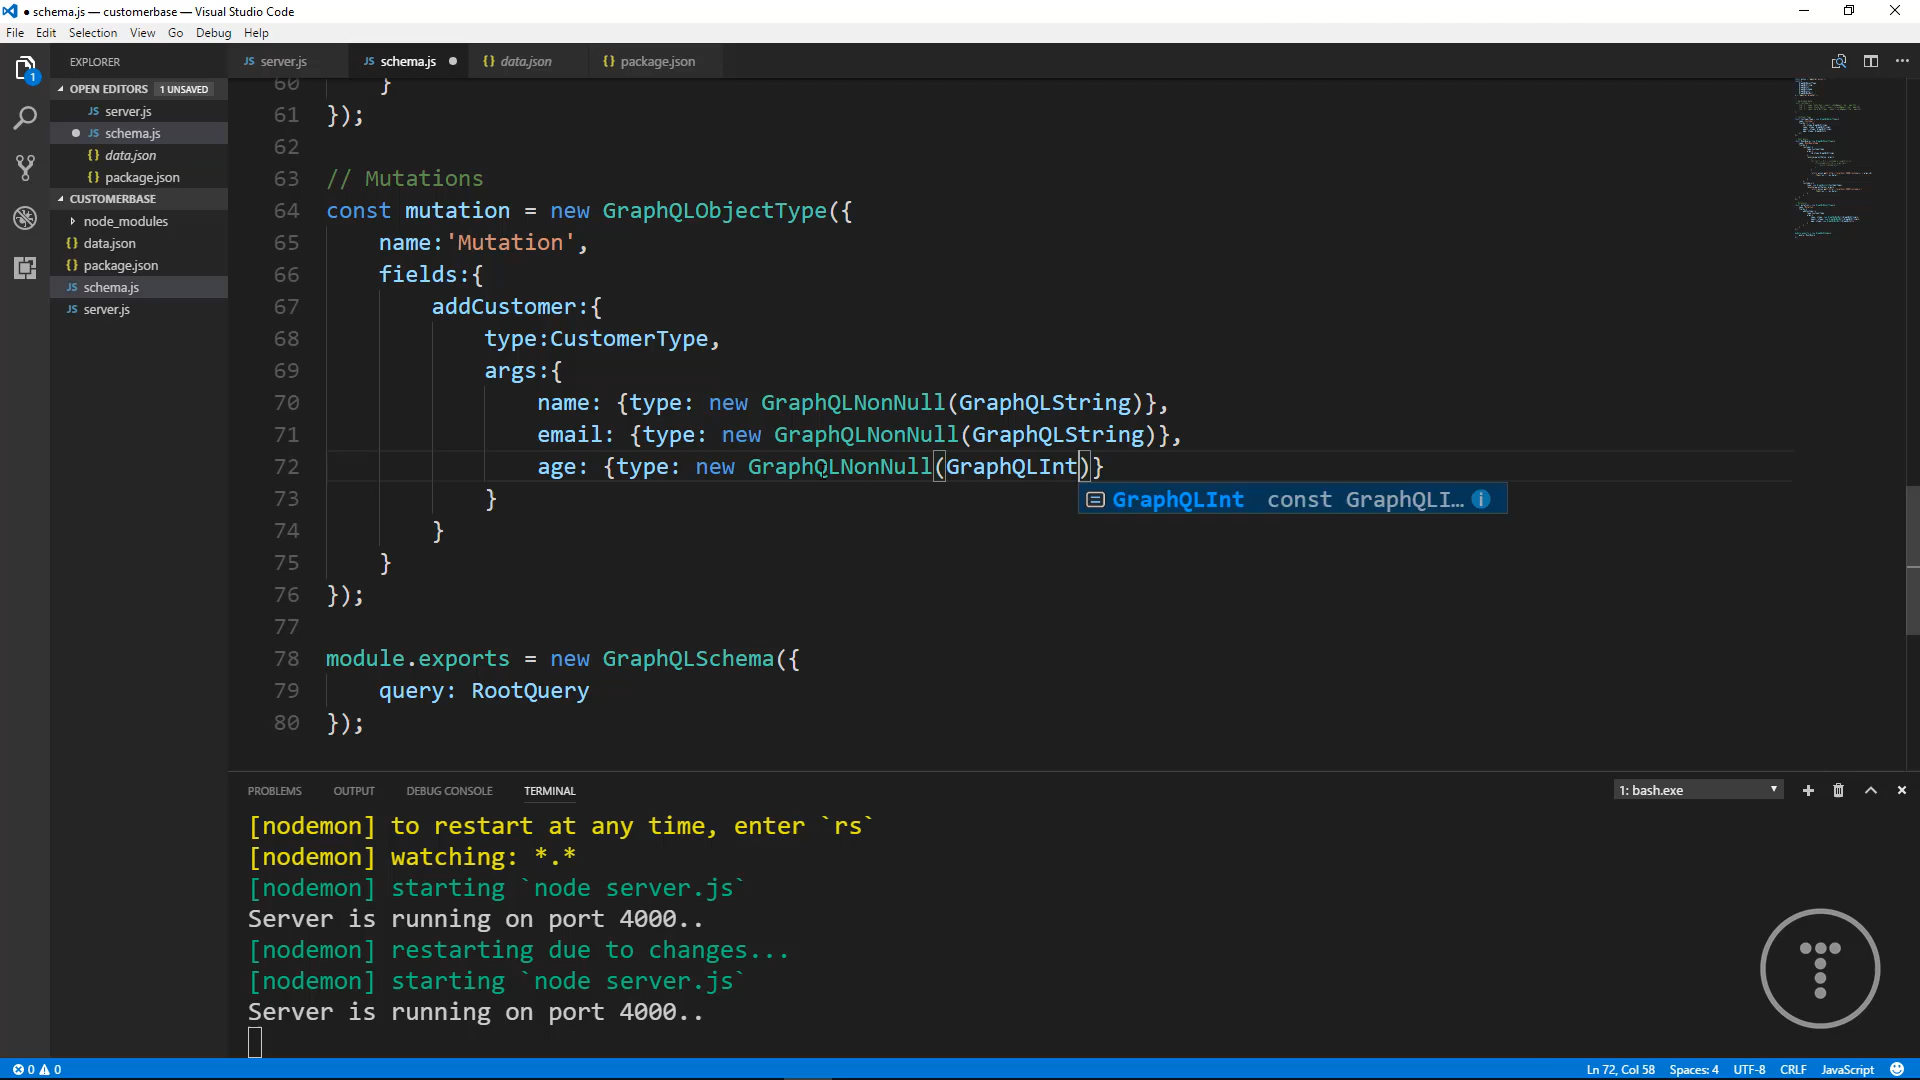 ● schema.js — customerbase — Visual Studio Code
File Edit Selection View Go Debug Help
EXPLORER
OPEN EDITORS 1 UNSAVED
JS server.js
● JS schema.js
{} data.json
{} package.json
CUSTOMERBASE
node_modules
{} data.json
{} package.json
JS schema.js
JS server.js
1
JS server.js JS schema.js ● {} data.json {} package.json
60 }
61 });
62
63 // Mutations
64 const mutation = new GraphQLObjectType({
65 name:'Mutation',
66 fields:{
67 addCustomer:{
68 type:CustomerType,
69 args:{
70 name: {type: new GraphQLNonNull(GraphQLString)},
71 email: {type: new GraphQLNonNull(GraphQLString)},
72 age: {type: new GraphQLNonNull(GraphQLInt)}
GraphQLInt const GraphQLI…
73 }
74 }
75 }
76 });
77
78 module.exports = new GraphQLSchema({
79 query: RootQuery
80 });
PROBLEMS OUTPUT DEBUG CONSOLE TERMINAL 1: bash.exe
[nodemon] to restart at any time, enter `rs`
[nodemon] watching: *.*
[nodemon] starting `node server.js`
Server is running on port 4000..
[nodemon] restarting due to changes...
[nodemon] starting `node server.js`
Server is running on port 4000..
0 0 Ln 72, Col 58 Spaces: 4 UTF-8 CRLF JavaScript